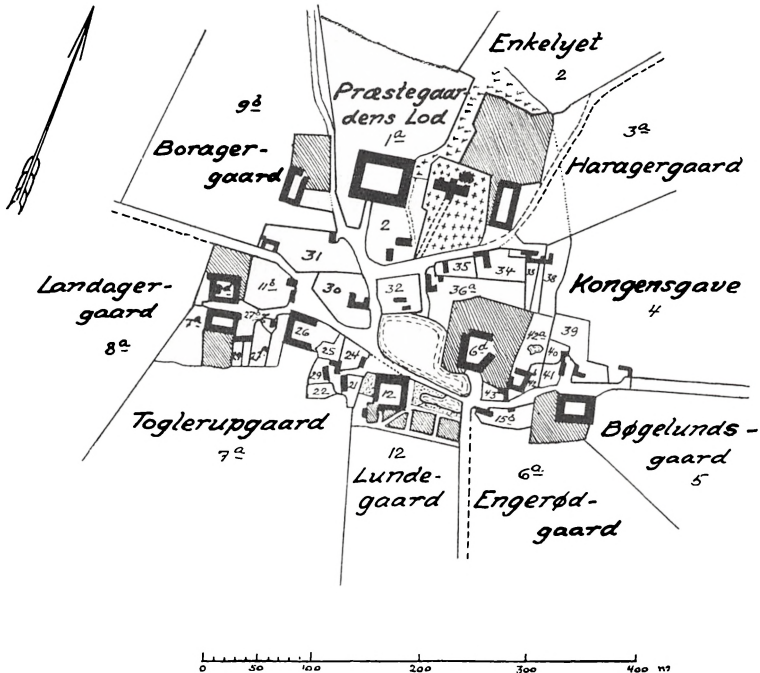 Enkelyet
2
9b
Præstegaar-
dens Lod
1a
3a
Haragergaard
Borager-
gaard
2
31
35
34
33
38
36a
Kongensgave
4
Landager-
gaard
8a
11b
30
32
7a
27b
26
25
24
6d
42a
39
40
41
43
29
22
21
12
15b
Toglerupgaard
7a
12
Lunde-
gaard
6a
Engerød-
gaard
Bøgelunds-
gaard
5
0 50 100 200 300 400 m